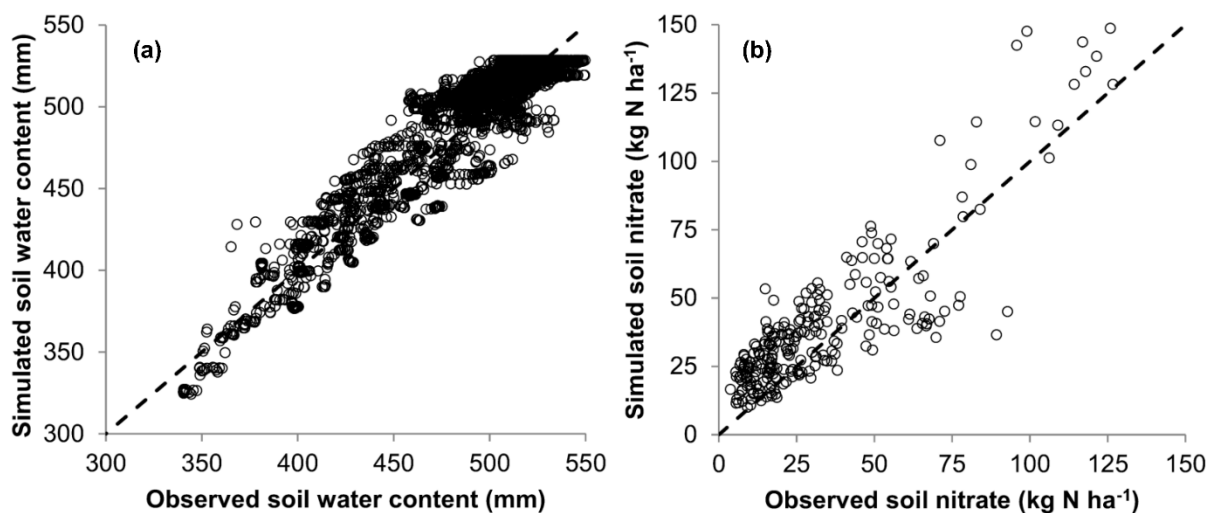 (a)
Simulated soil water content (mm)
550
500
450
400
350
300
300 350 400 450 500 550
Observed soil water content (mm)
(b)
Simulated soil nitrate (kg N ha⁻¹)
150
125
100
75
50
25
0
0 25 50 75 100 125 150
Observed soil nitrate (kg N ha⁻¹)